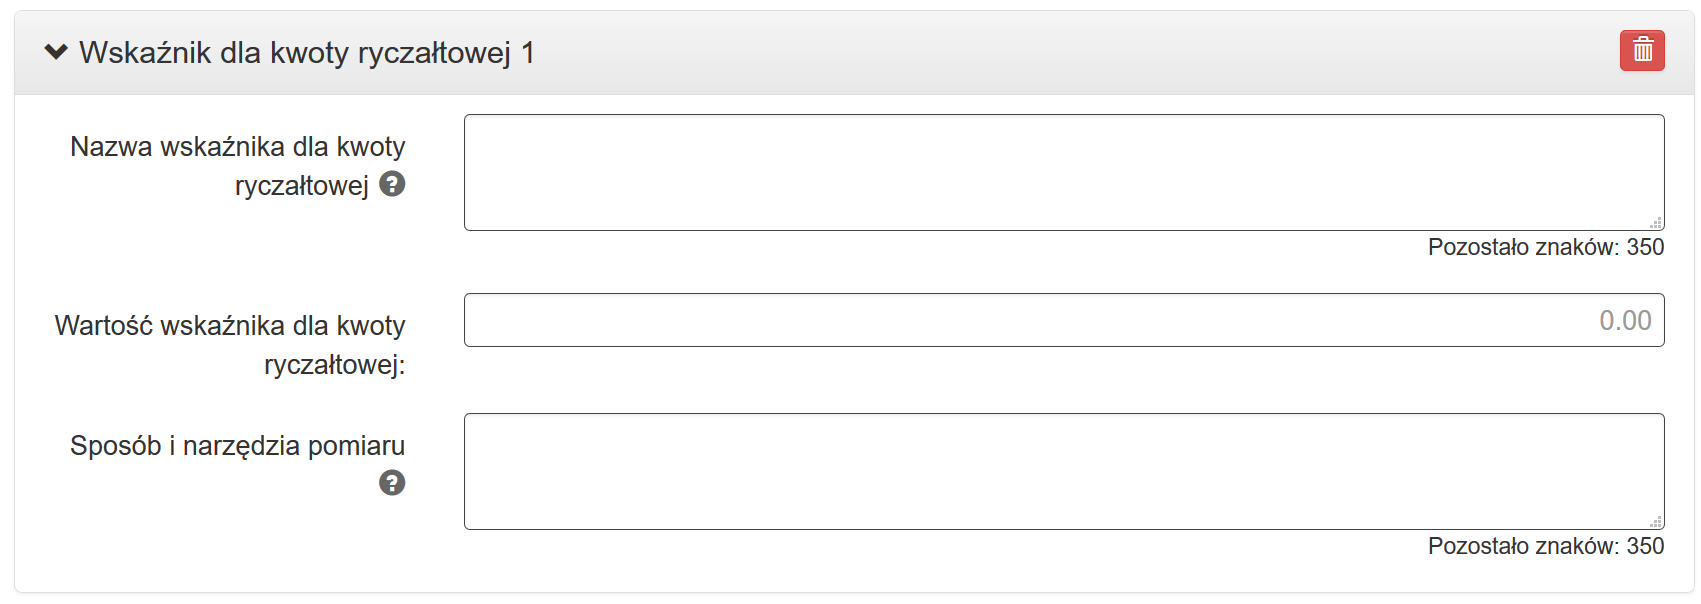 Wskaźnik dla kwoty ryczałtowej 1
Nazwa wskaźnika dla kwoty
ryczałtowej ?
Pozostało znaków: 350
Wartość wskaźnika dla kwoty
ryczałtowej:
0.00
Sposób i narzędzia pomiaru
?
Pozostało znaków: 350